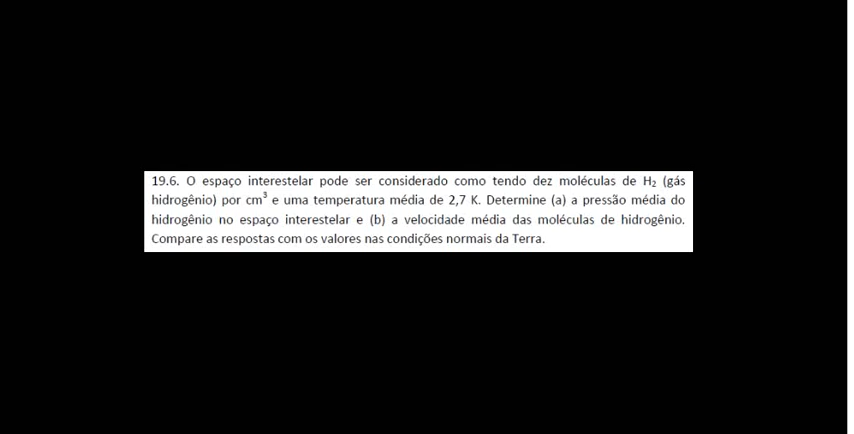 19.6. O espaço interestelar pode ser considerado como tendo dez moléculas de H₂ (gás
hidrogênio) por cm³ e uma temperatura média de 2,7 K. Determine (a) a pressão média do
hidrogênio no espaço interestelar e (b) a velocidade média das moléculas de hidrogênio.
Compare as respostas com os valores nas condições normais da Terra.